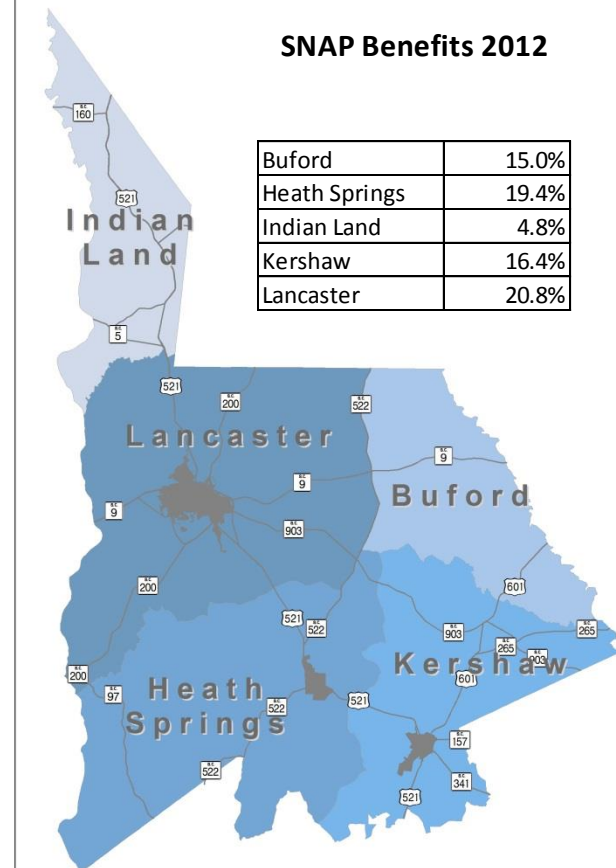 SNAP Benefits 2012
S.C. 160
Buford 15.0%
Heath Springs 19.4%
521
Indian
Land
Indian Land 4.8%
Kershaw 16.4%
Lancaster 20.8%
S.C. 5
521
S.C. 200
S.C. 522
Lancaster
S.C. 9
S.C. 9
Buford
S.C. 9
S.C. 903
S.C. 200
601
521
S.C. 522
S.C. 903
S.C. 265
S.C. 265
S.C. 903
Kershaw
S.C. 200
S.C. 97
601
Heath
Springs
S.C. 522
521
S.C. 157
S.C. 522
S.C. 341
521